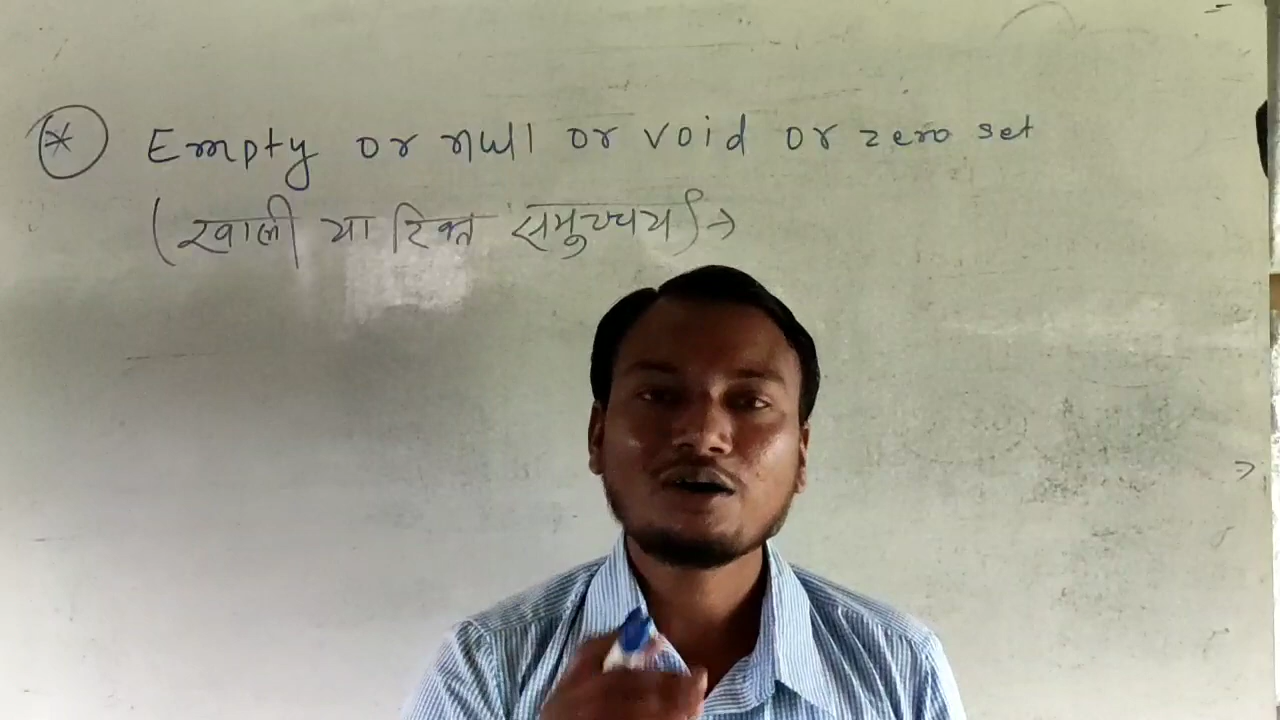 * Empty or null or void or zero set
(खाली या रिक्त समुच्चय) →